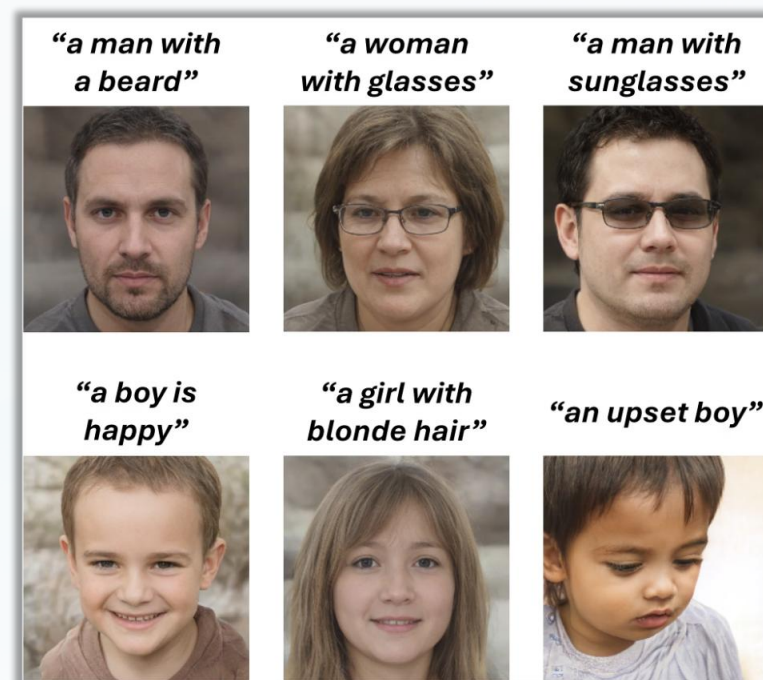 “a man with
a beard”
“a woman
with glasses”
“a man with
sunglasses”
“a boy is
happy”
“a girl with
blonde hair”
“an upset boy”